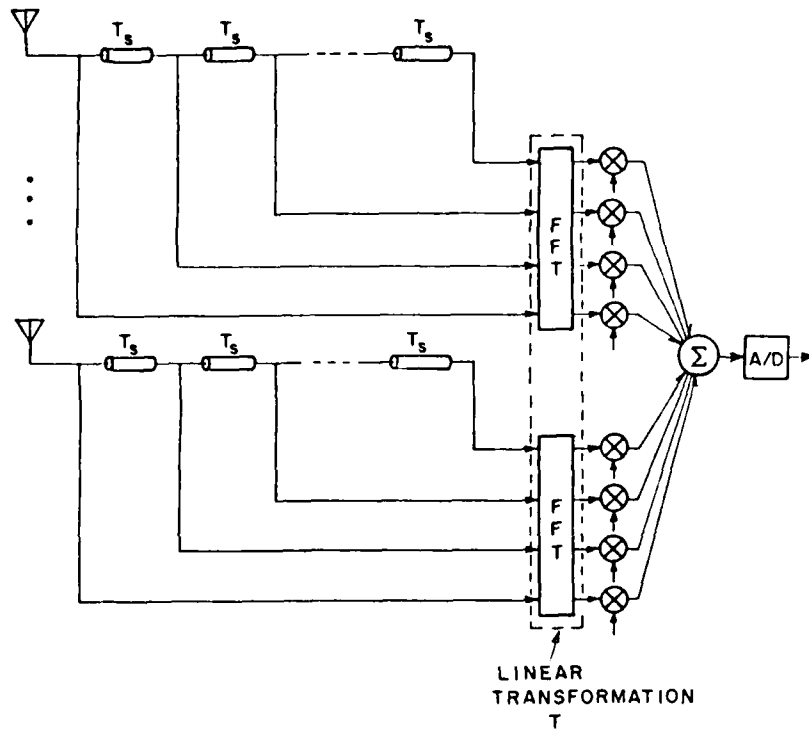 T_s T_s T_s
F
F
T
Σ A/D
T_s T_s T_s
F
F
T
LINEAR
TRANSFORMATION
T